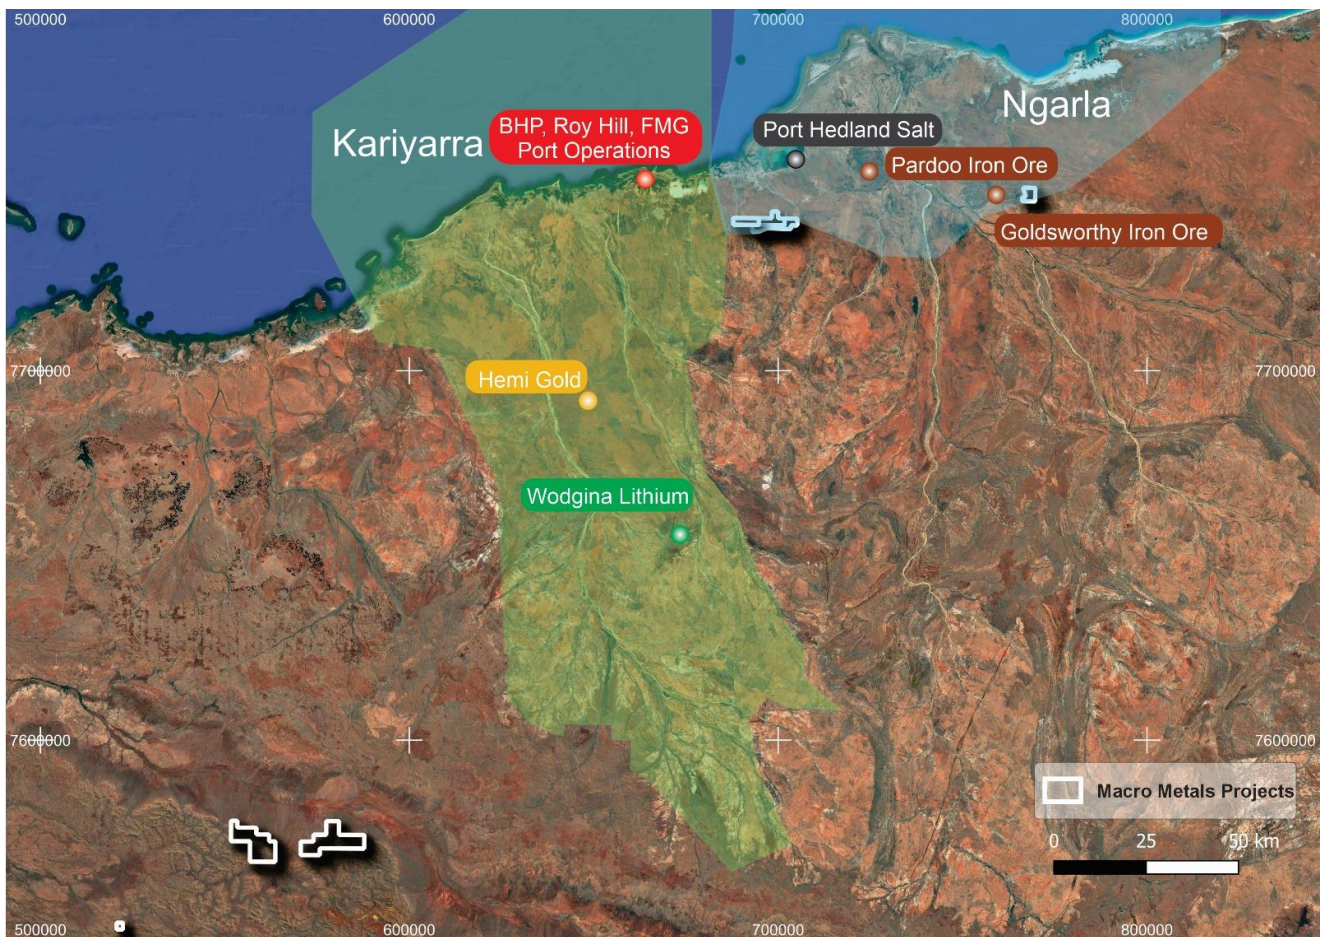 500000
600000
700000
800000
Kariyarra
BHP, Roy Hill, FMG
Port Operations
Ngarla
Port Hedland Salt
Pardoo Iron Ore
Goldsworthy Iron Ore
7700000
7700000
Hemi Gold
Wodgina Lithium
7600000
7600000
Macro Metals Projects
0
25
50 km
500000
600000
700000
800000